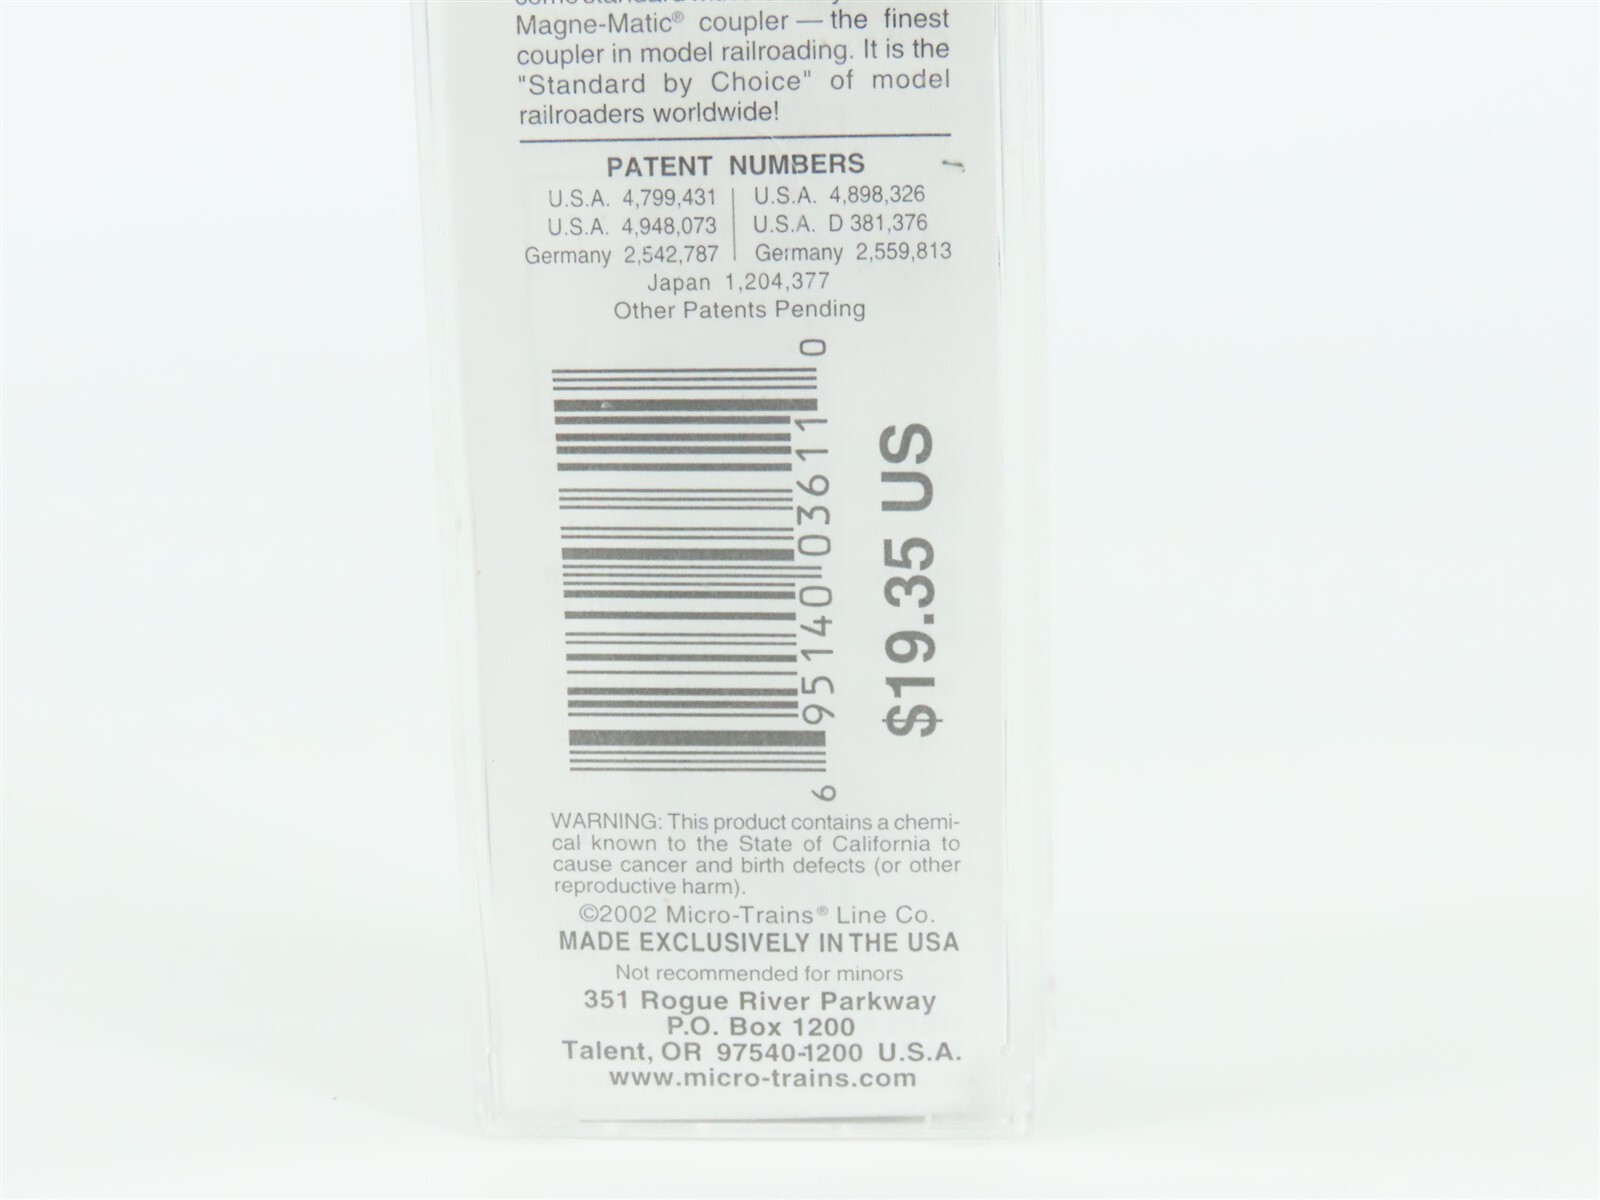 Magne-Matic® coupler — the finest
coupler in model railroading. It is the
"Standard by Choice" of model
railroaders worldwide!
PATENT NUMBERS
U.S.A. 4,799,431 | U.S.A. 4,898,326
U.S.A. 4,948,073 | U.S.A. D 381,376
Germany 2,542,787 | Germany 2,559,813
Japan 1,204,377
Other Patents Pending
6 95140 03611 0
$19.35 US
WARNING: This product contains a chemi-
cal known to the State of California to
cause cancer and birth defects (or other
reproductive harm).
©2002 Micro-Trains® Line Co.
MADE EXCLUSIVELY IN THE USA
Not recommended for minors
351 Rogue River Parkway
P.O. Box 1200
Talent, OR 97540-1200 U.S.A.
www.micro-trains.com